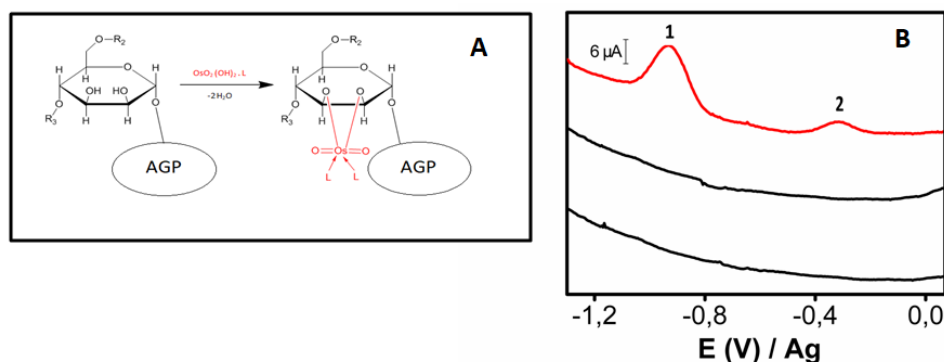 A
O—R₂
H
O
H
H
OH HO
H
O
R₃
H
H
O
AGP
OsO₂(OH)₂.L
-2H₂O
O—R₂
H
O
H
H
O
O
H
O
R₃
H
H
O
O=Os=O
L
L
AGP
B
6 µA
1
2
-1,2 -0,8 -0,4 0,0
E (V) / Ag